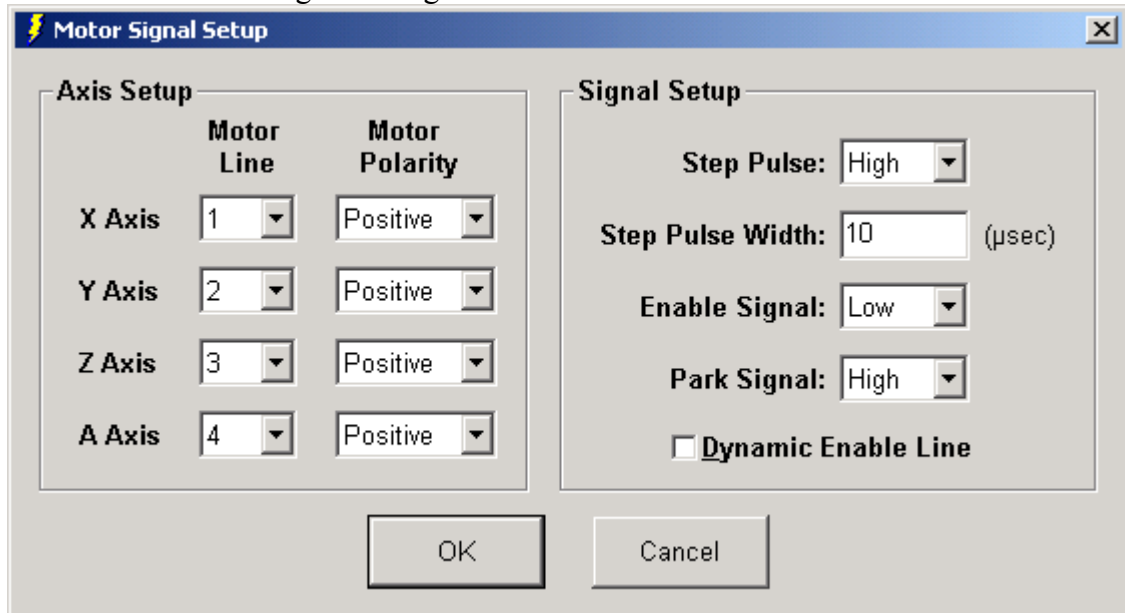 Motor Signal Setup
Axis Setup
Motor Line
Motor Polarity
X Axis 1 Positive
Y Axis 2 Positive
Z Axis 3 Positive
A Axis 4 Positive
Signal Setup
Step Pulse: High
Step Pulse Width: 10 (µsec)
Enable Signal: Low
Park Signal: High
Dynamic Enable Line
OK Cancel